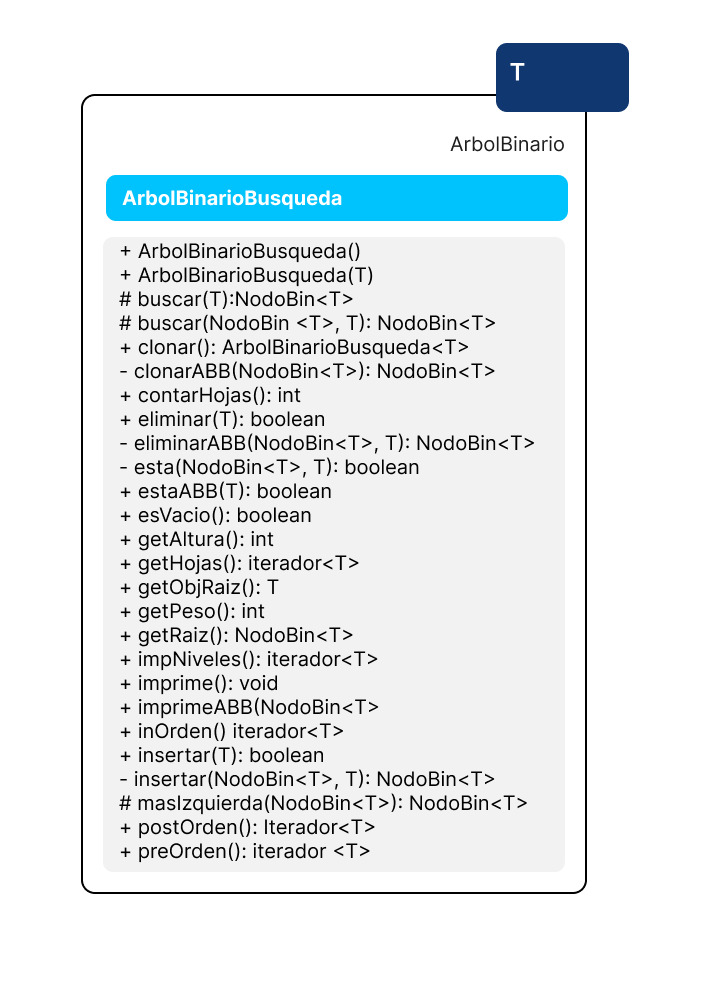 T
ArbolBinario
ArbolBinarioBusqueda
+ ArbolBinarioBusqueda()
+ ArbolBinarioBusqueda(T)
# buscar(T):NodoBin<T>
# buscar(NodoBin <T>, T): NodoBin<T>
+ clonar(): ArbolBinarioBusqueda<T>
- clonarABB(NodoBin<T>): NodoBin<T>
+ contarHojas(): int
+ eliminar(T): boolean
- eliminarABB(NodoBin<T>, T): NodoBin<T>
- esta(NodoBin<T>, T): boolean
+ estaABB(T): boolean
+ esVacio(): boolean
+ getAltura(): int
+ getHojas(): iterador<T>
+ getObjRaiz(): T
+ getPeso(): int
+ getRaiz(): NodoBin<T>
+ impNiveles(): iterador<T>
+ imprime(): void
+ imprimeABB(NodoBin<T>
+ inOrden() iterador<T>
+ insertar(T): boolean
- insertar(NodoBin<T>, T): NodoBin<T>
# masIzquierda(NodoBin<T>): NodoBin<T>
+ postOrden(): Iterador<T>
+ preOrden(): iterador <T>